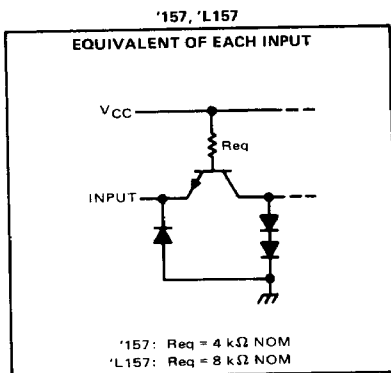 '157, 'L157
EQUIVALENT OF EACH INPUT
VCC
Req
INPUT
'157: Req = 4 kΩ NOM
'L157: Req = 8 kΩ NOM